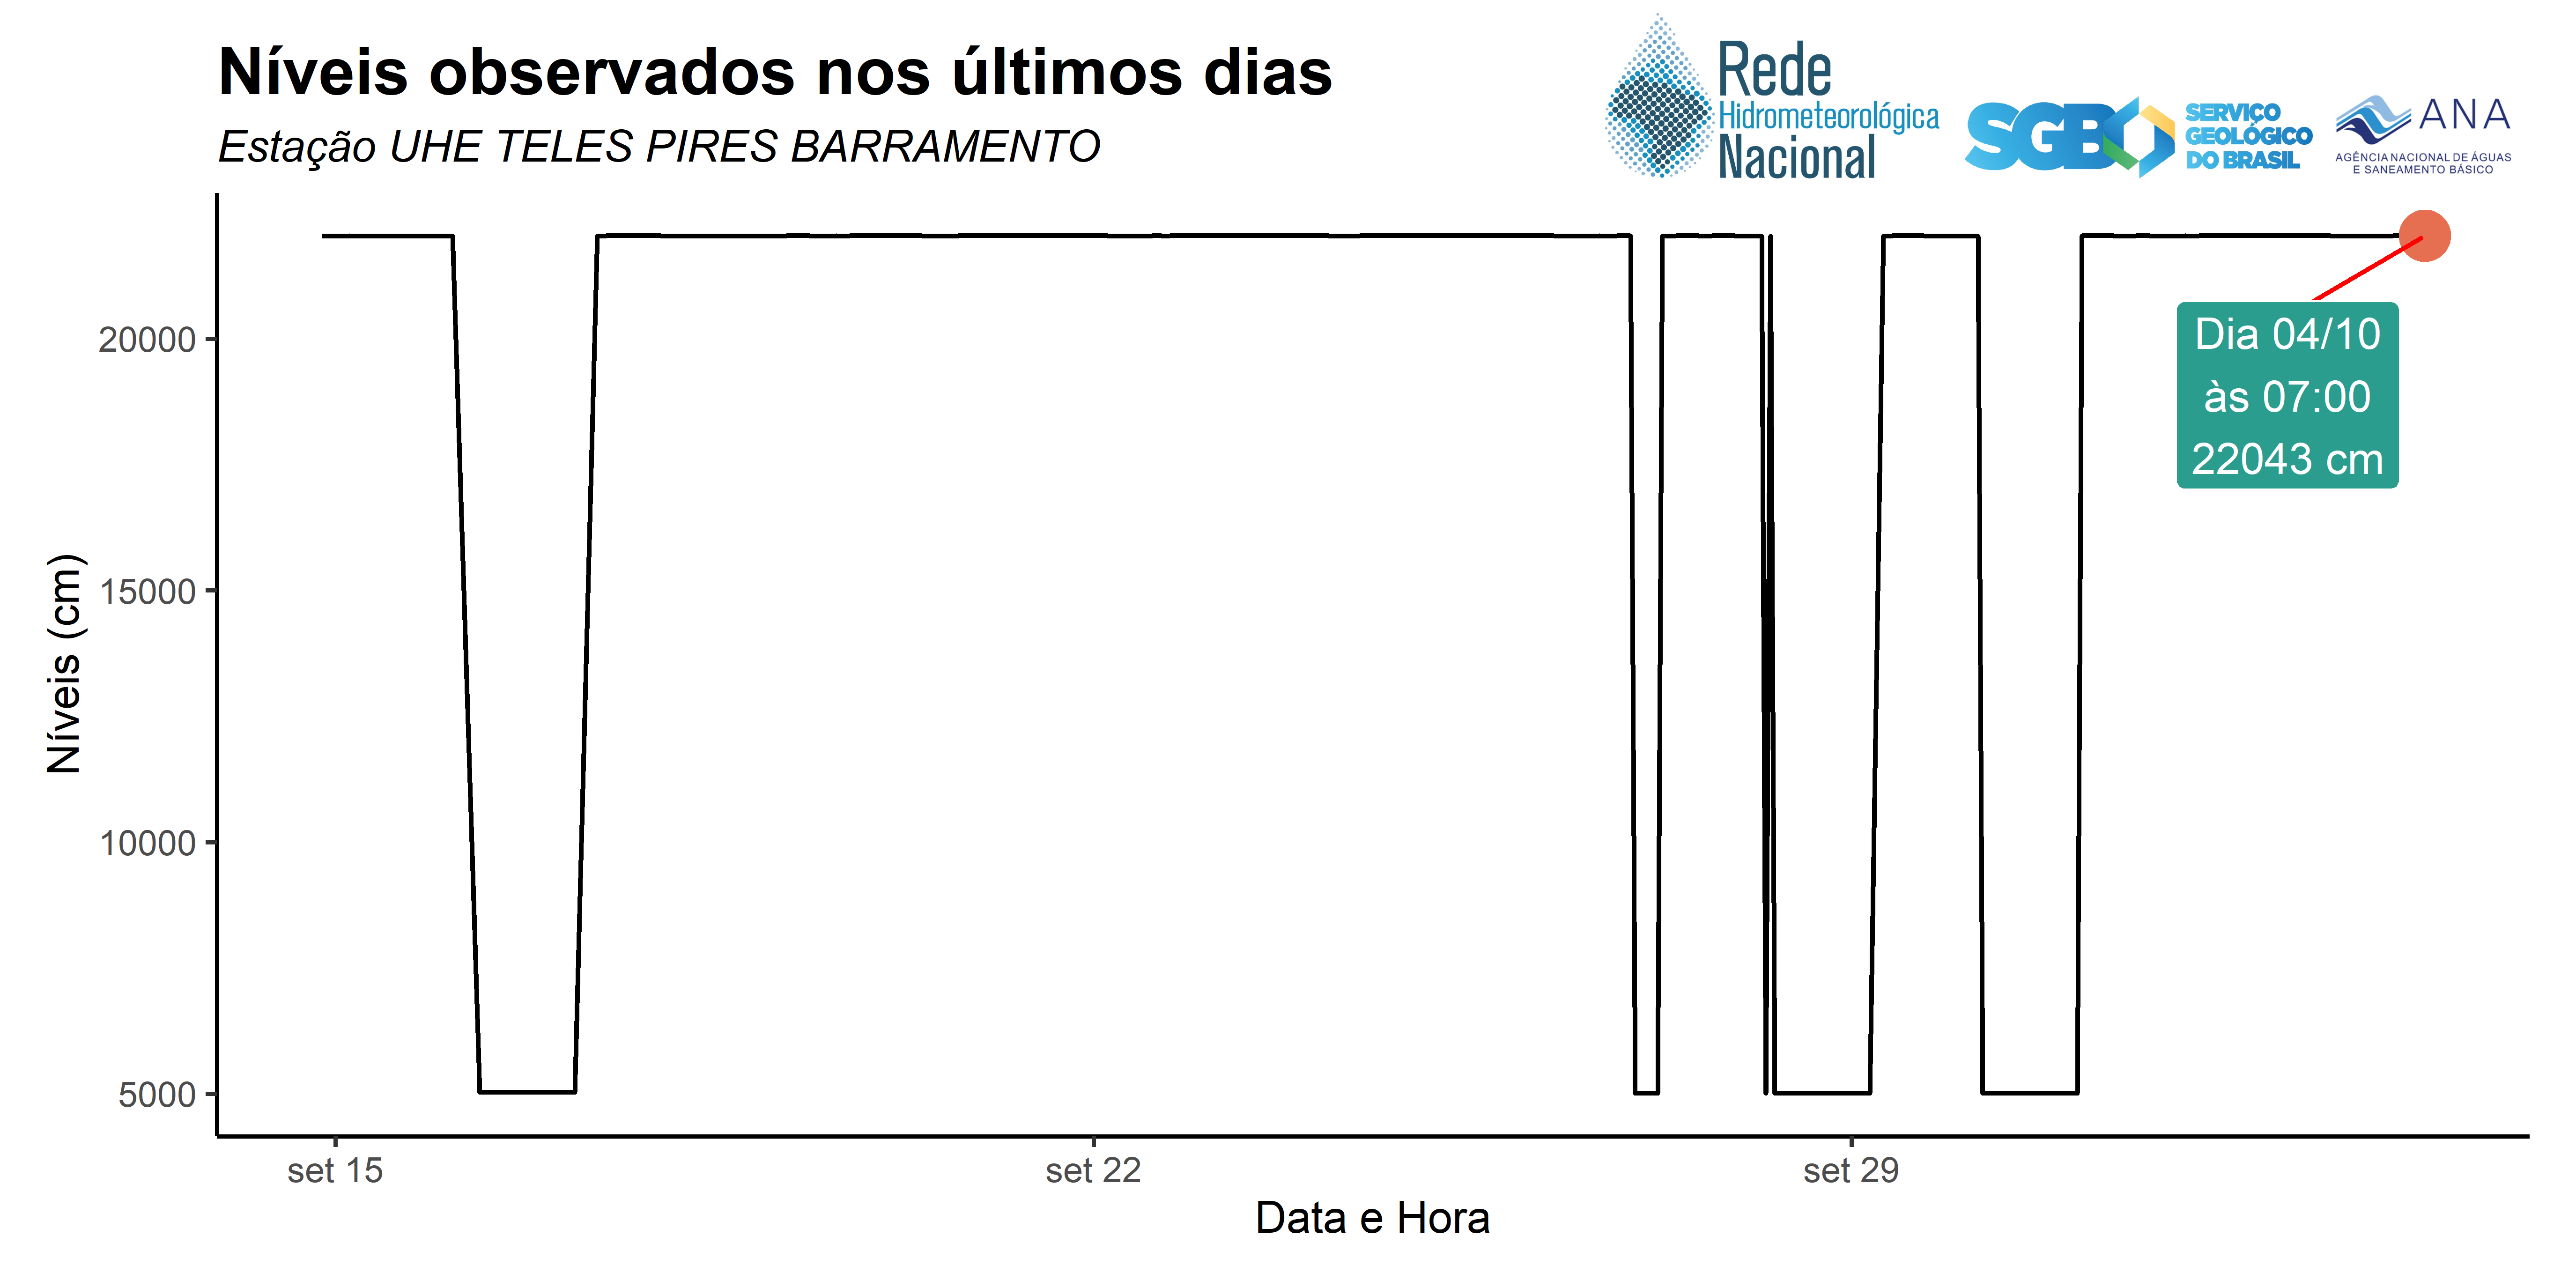 Níveis observados nos últimos dias
Estação UHE TELES PIRES BARRAMENTO
Rede
Hidrometeorológica
Nacional
SGB
SERVIÇO
GEOLÓGICO
DO BRASIL
ANA
AGÊNCIA NACIONAL DE ÁGUAS
E SANEAMENTO BÁSICO
Níveis (cm)
20000
15000
10000
5000
Dia 04/10
às 07:00
22043 cm
set 15
set 22
set 29
Data e Hora